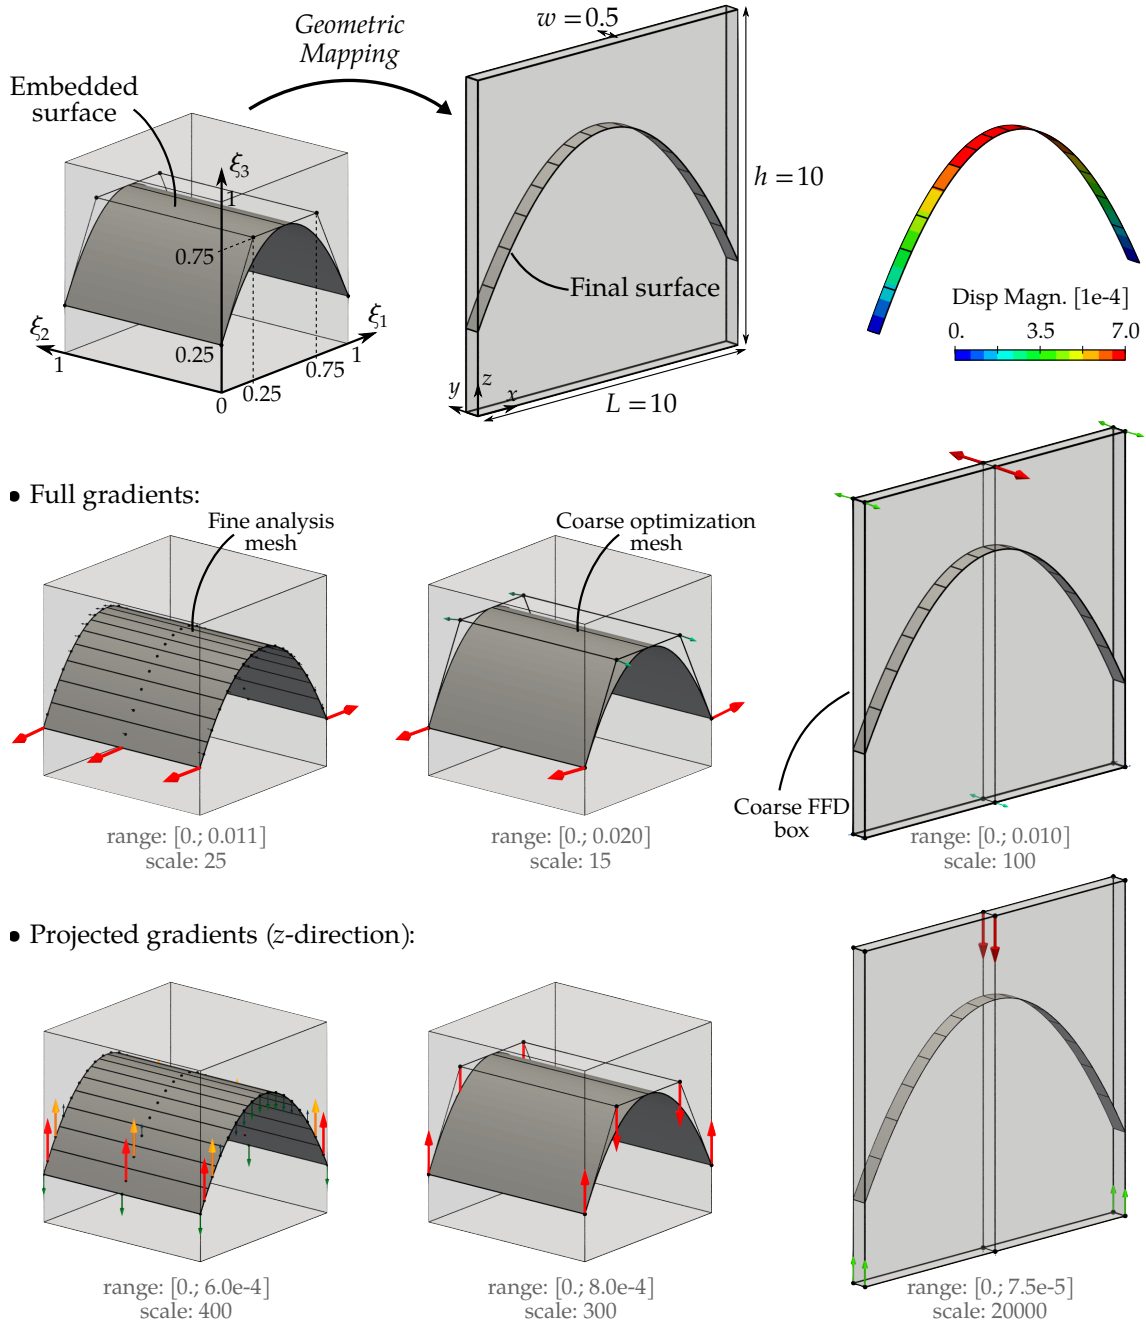 Geometric
Mapping
w = 0.5
Embedded
surface
ξ3
1
0.75
0.25
ξ2
1
0
0.25
0.75
1
ξ1
h = 10
Final surface
y
z
x
L = 10
Disp Magn. [1e-4]
0. 3.5 7.0
• Full gradients:
Fine analysis
mesh
Coarse optimization
mesh
Coarse FFD
box
range: [0.; 0.011]
scale: 25
range: [0.; 0.020]
scale: 15
range: [0.; 0.010]
scale: 100
• Projected gradients (z-direction):
range: [0.; 6.0e-4]
scale: 400
range: [0.; 8.0e-4]
scale: 300
range: [0.; 7.5e-5]
scale: 20000